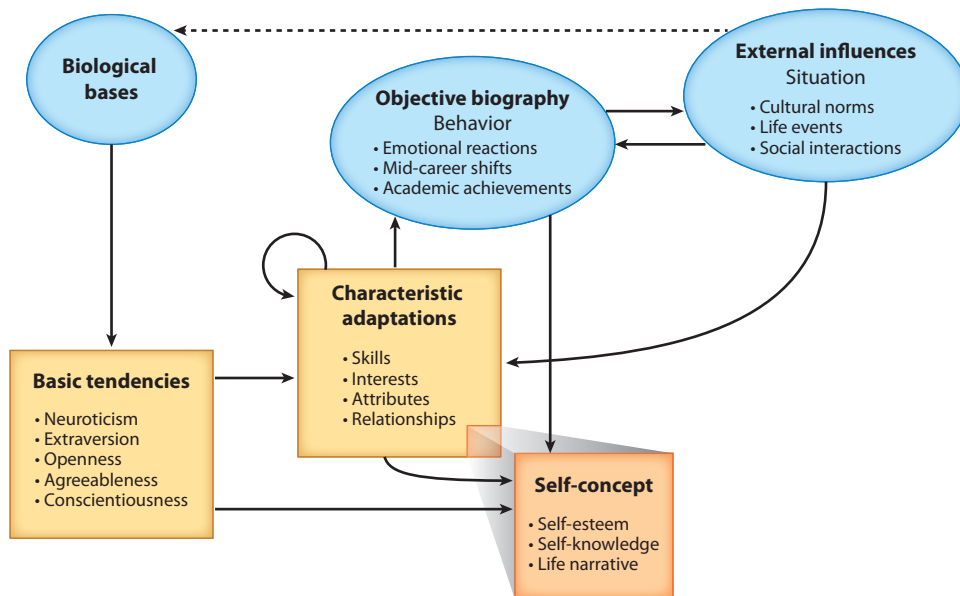 Biological
bases
Objective biography
Behavior
• Emotional reactions
• Mid-career shifts
• Academic achievements
External influences
Situation
• Cultural norms
• Life events
• Social interactions
Characteristic
adaptations
• Skills
• Interests
• Attributes
• Relationships
Basic tendencies
• Neuroticism
• Extraversion
• Openness
• Agreeableness
• Conscientiousness
Self-concept
• Self-esteem
• Self-knowledge
• Life narrative